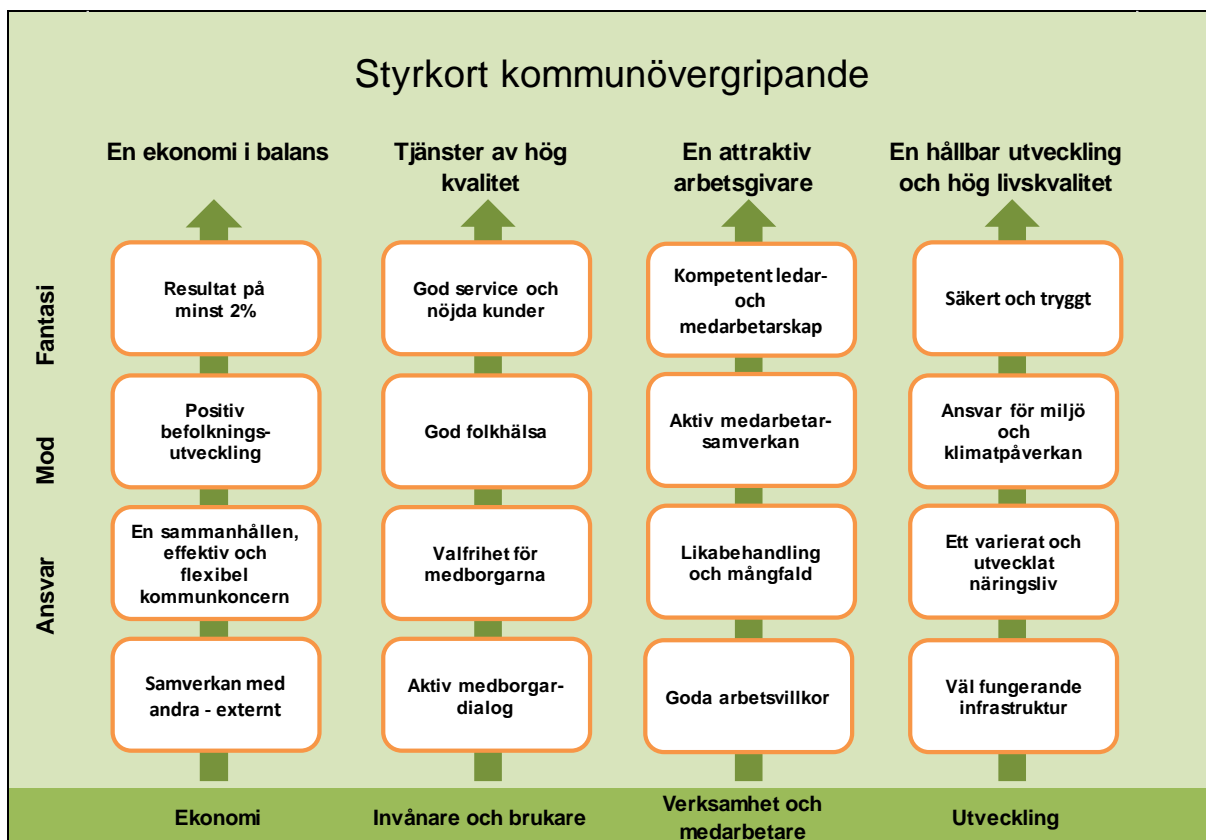 Styrkort kommunövergripande
En ekonomi i balans
Tjänster av hög
kvalitet
En attraktiv
arbetsgivare
En hållbar utveckling
och hög livskvalitet
Fantasi
Resultat på
minst 2%
God service och
nöjda kunder
Kompetent ledar-
och
medarbetarskap
Säkert och tryggt
Mod
Positiv
befolknings-
utveckling
God folkhälsa
Aktiv medarbetar-
samverkan
Ansvar för miljö
och
klimatpåverkan
Ansvar
En sammanhållen,
effektiv och
flexibel
kommunkoncern
Valfrihet för
medborgarna
Likabehandling
och mångfald
Ett varierat och
utvecklat
näringsliv
Samverkan med
andra - externt
Aktiv medborgar-
dialog
Goda arbetsvillkor
Väl fungerande
infrastruktur
Ekonomi
Invånare och brukare
Verksamhet och
medarbetare
Utveckling